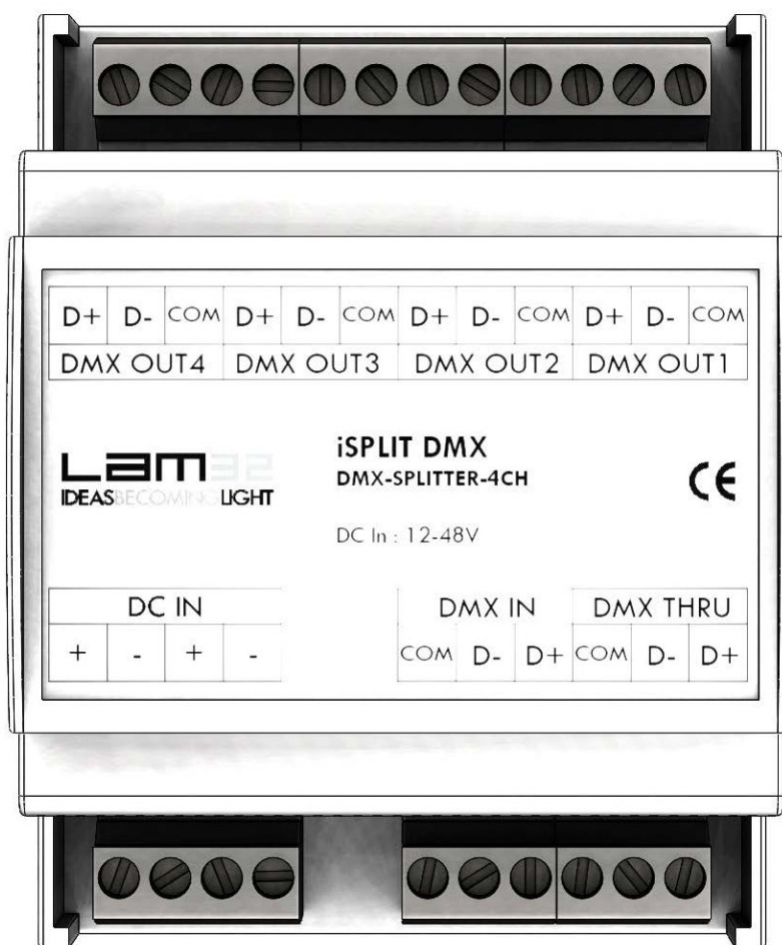 D+ D- COM D+ D- COM D+ D- COM D+ D- COM
DMX OUT4 DMX OUT3 DMX OUT2 DMX OUT1
LAM32
IDEASBECOMINGLIGHT
iSPLIT DMX
DMX-SPLITTER-4CH
CE
DC In : 12-48V
DC IN DMX IN DMX THRU
+ - + - COM D- D+ COM D- D+